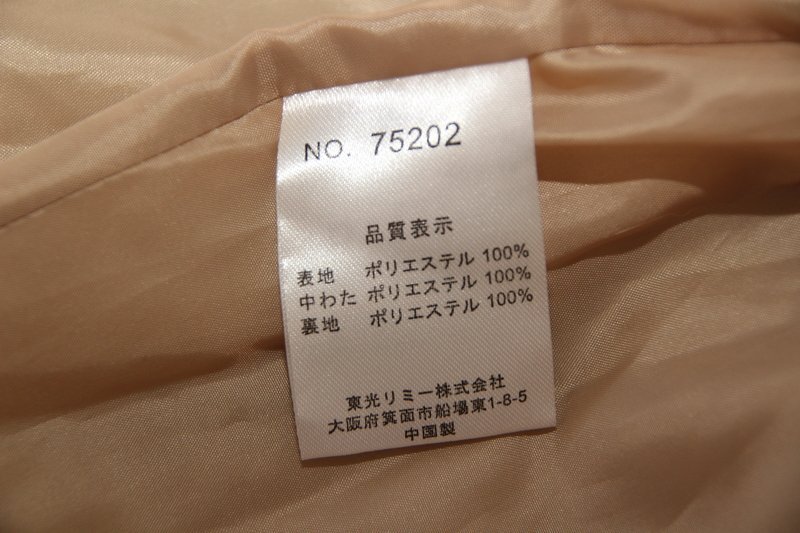 NO. 75202
品質表示
表地 ポリエステル 100%
中わた ポリエステル 100%
裏地 ポリエステル 100%
東光リミー株式会社
大阪府箕面市船場東1-8-5
中国製